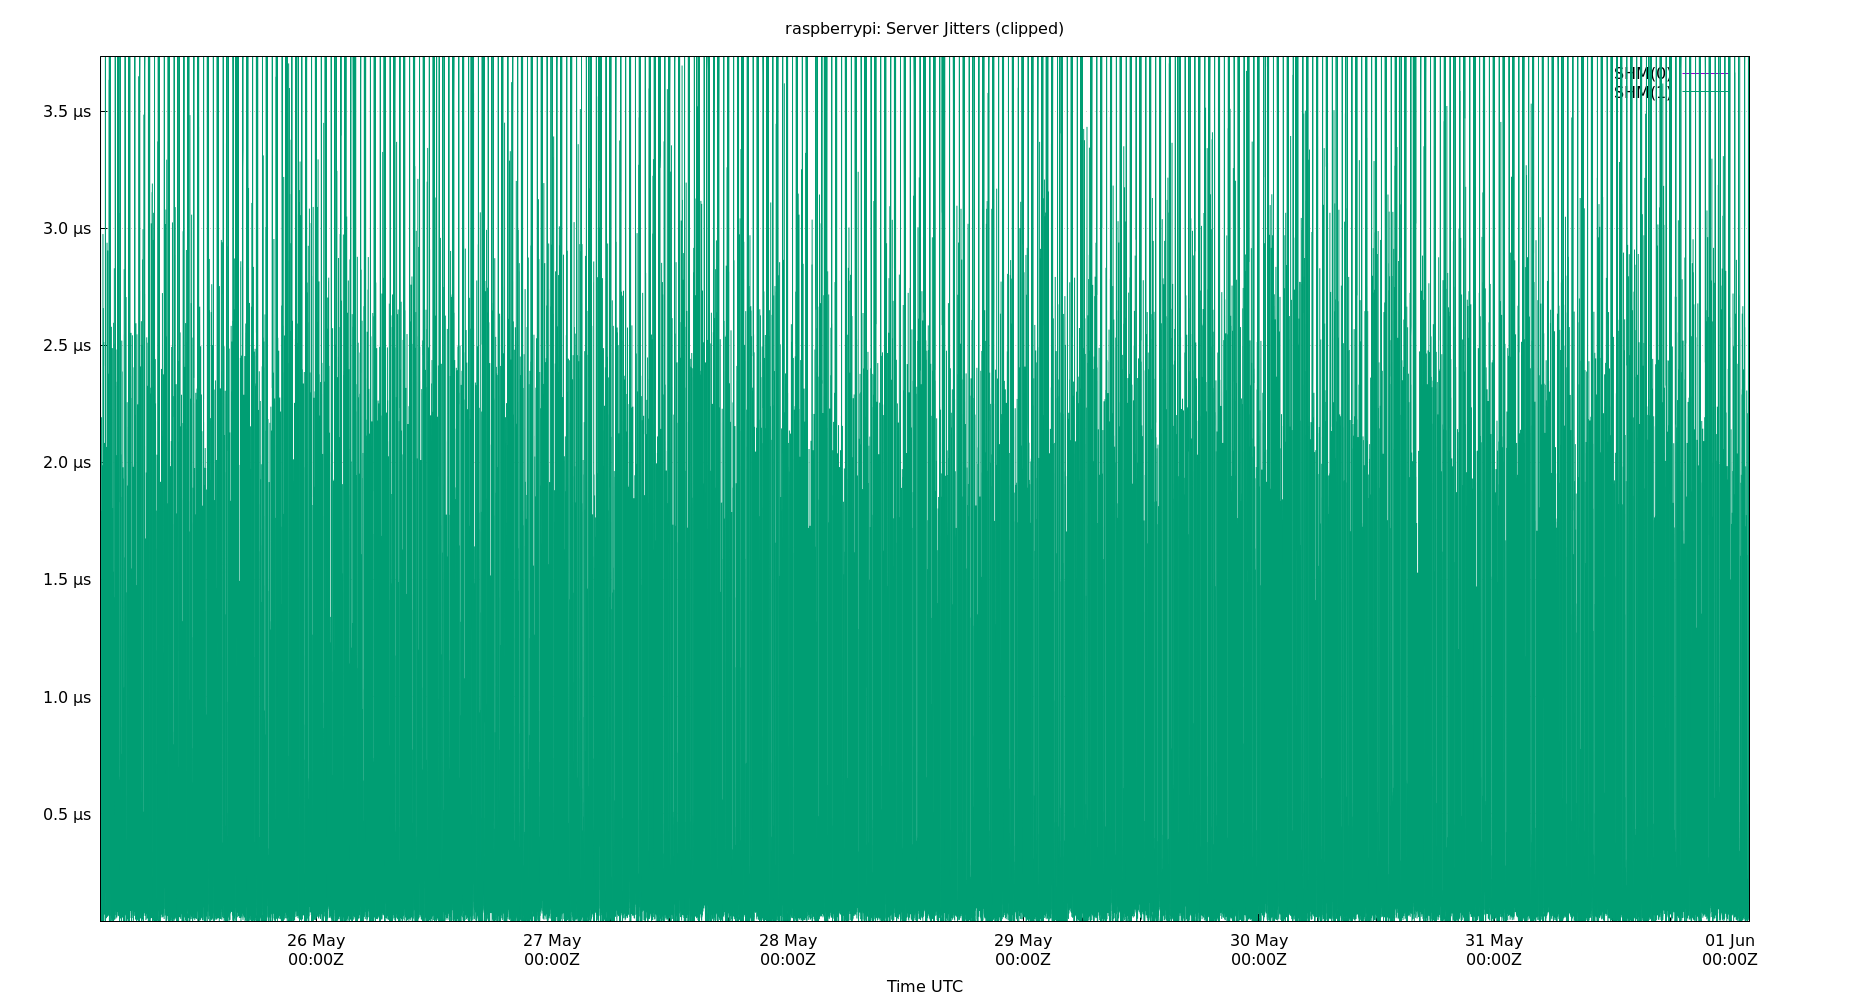 raspberrypi: Server Jitters (clipped)
SHM(0)
SHM(1)
3.5 µs
3.0 µs
2.5 µs
2.0 µs
1.5 µs
1.0 µs
0.5 µs
26 May 27 May 28 May 29 May 30 May 31 May 01 Jun
00:00Z 00:00Z 00:00Z 00:00Z 00:00Z 00:00Z 00:00Z
Time UTC